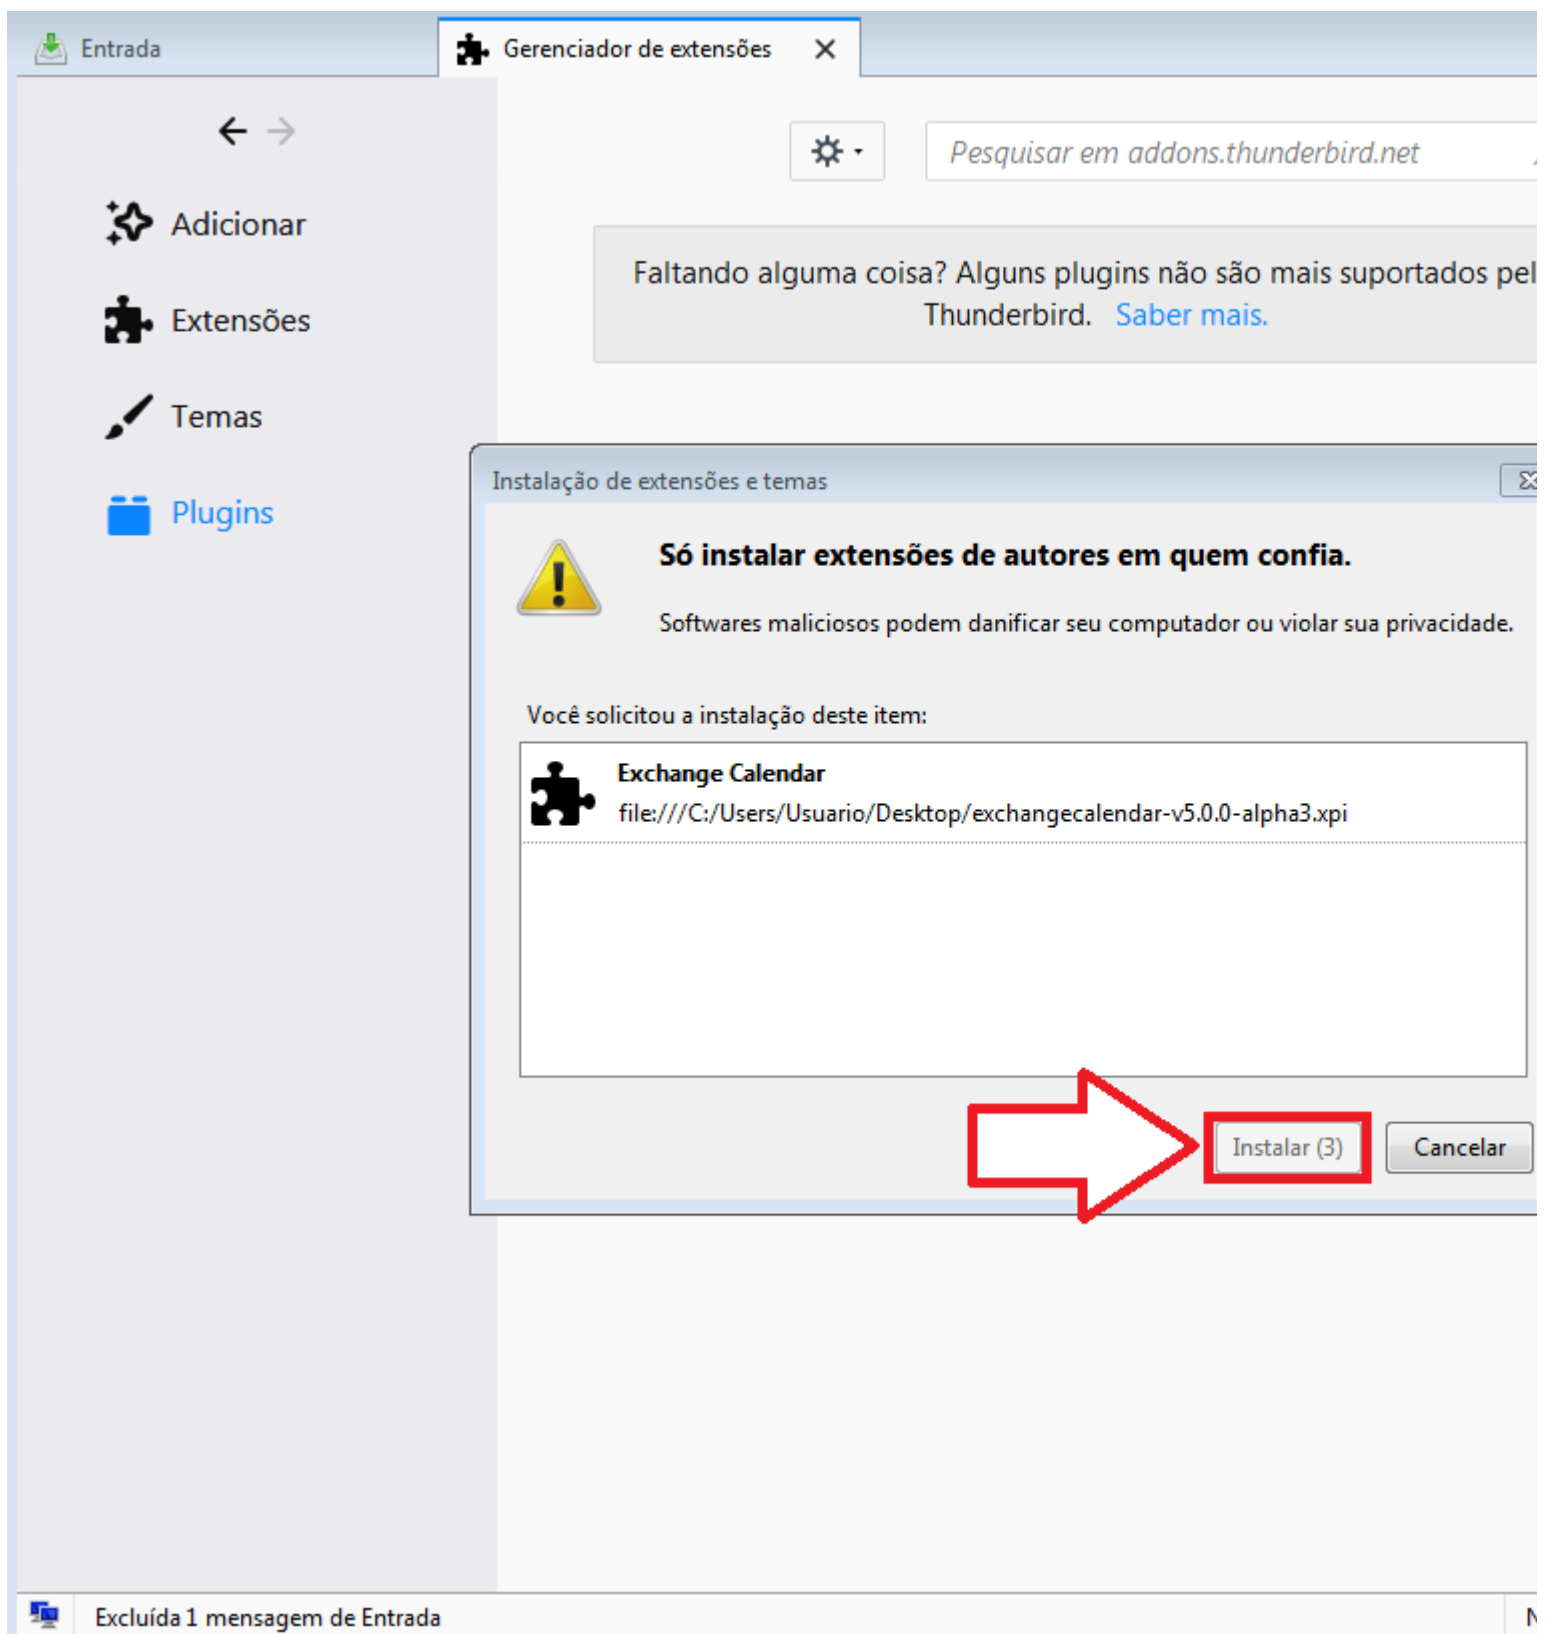 Entrada
Gerenciador de extensões
Pesquisar em addons.thunderbird.net
Adicionar
Extensões
Temas
Plugins
Faltando alguma coisa? Alguns plugins não são mais suportados pel
Thunderbird. Saber mais.
Instalação de extensões e temas
Só instalar extensões de autores em quem confia.
Softwares maliciosos podem danificar seu computador ou violar sua privacidade.
Você solicitou a instalação deste item:
Exchange Calendar
file:///C:/Users/Usuario/Desktop/exchangecalendar-v5.0.0-alpha3.xpi
Instalar (3)
Cancelar
Excluída 1 mensagem de Entrada